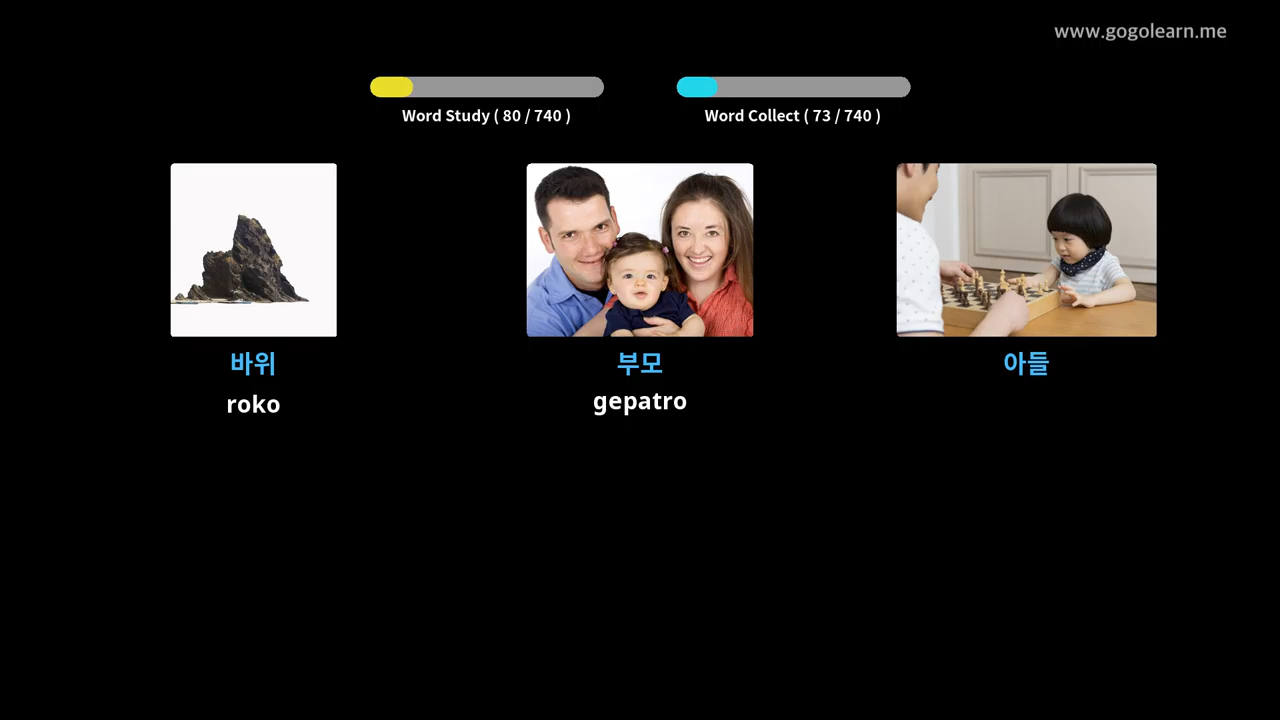 www.gogolearn.me
Word Study ( 80 / 740 )
Word Collect ( 73 / 740 )
바위
부모
아들
roko
gepatro